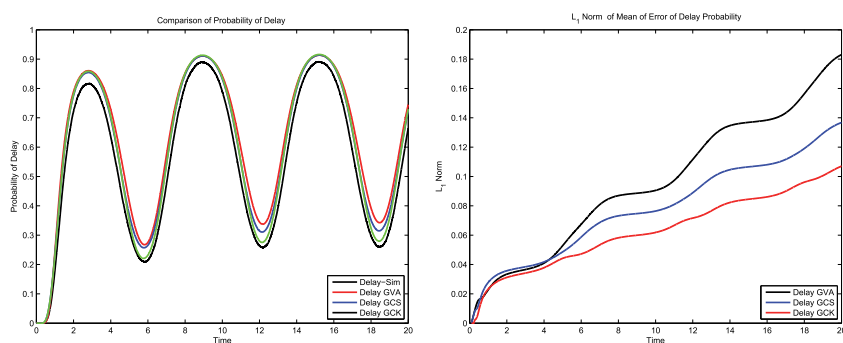 Comparison of Probability of Delay
1
0.9
0.8
0.7
0.6
0.5
0.4
0.3
0.2
0.1
0
Probability of Delay
0 2 4 6 8 10 12 14 16 18 20
Time
Delay−Sim
Delay GVA
Delay GCS
Delay GCK
L1 Norm of Mean of Error of Delay Probability
0.2
0.18
0.16
0.14
0.12
0.1
0.08
0.06
0.04
0.02
0
L1 Norm
0 2 4 6 8 10 12 14 16 18 20
Time
Delay GVA
Delay GCS
Delay GCK